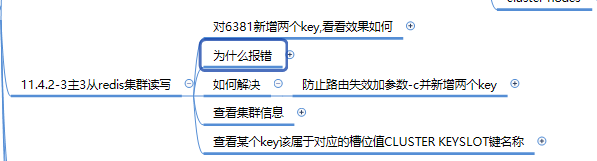 对6381新增两个key,看看效果如何
为什么报错
11.4.2-3主3从redis集群读写
如何解决
防止路由失效加参数-c并新增两个key
查看集群信息
查看某个key该属于对应的槽位值CLUSTER KEYSLOT键名称